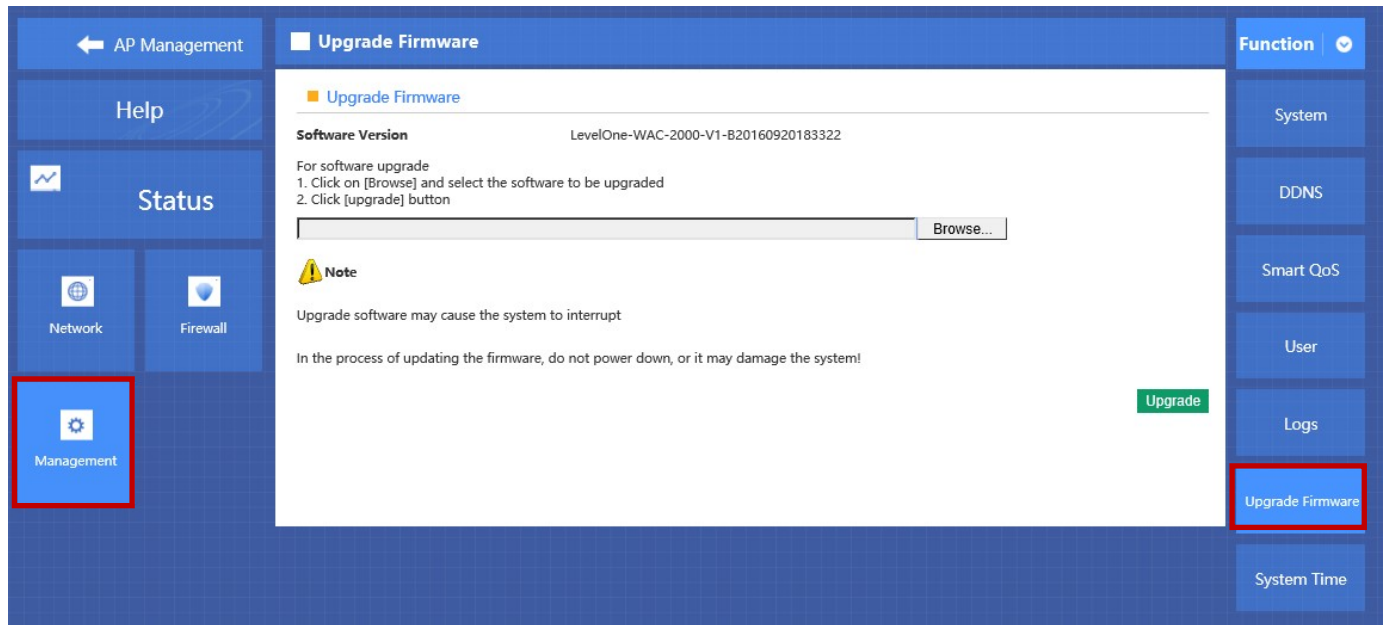 AP Management
Help
Status
Network
Firewall
Management
Upgrade Firmware
Upgrade Firmware
Software Version LevelOne-WAC-2000-V1-B20160920183322
For software upgrade
1. Click on [Browse] and select the software to be upgraded
2. Click [upgrade] button
Browse...
Note
Upgrade software may cause the system to interrupt
In the process of updating the firmware, do not power down, or it may damage the system!
Upgrade
Function
System
DDNS
Smart QoS
User
Logs
Upgrade Firmware
System Time